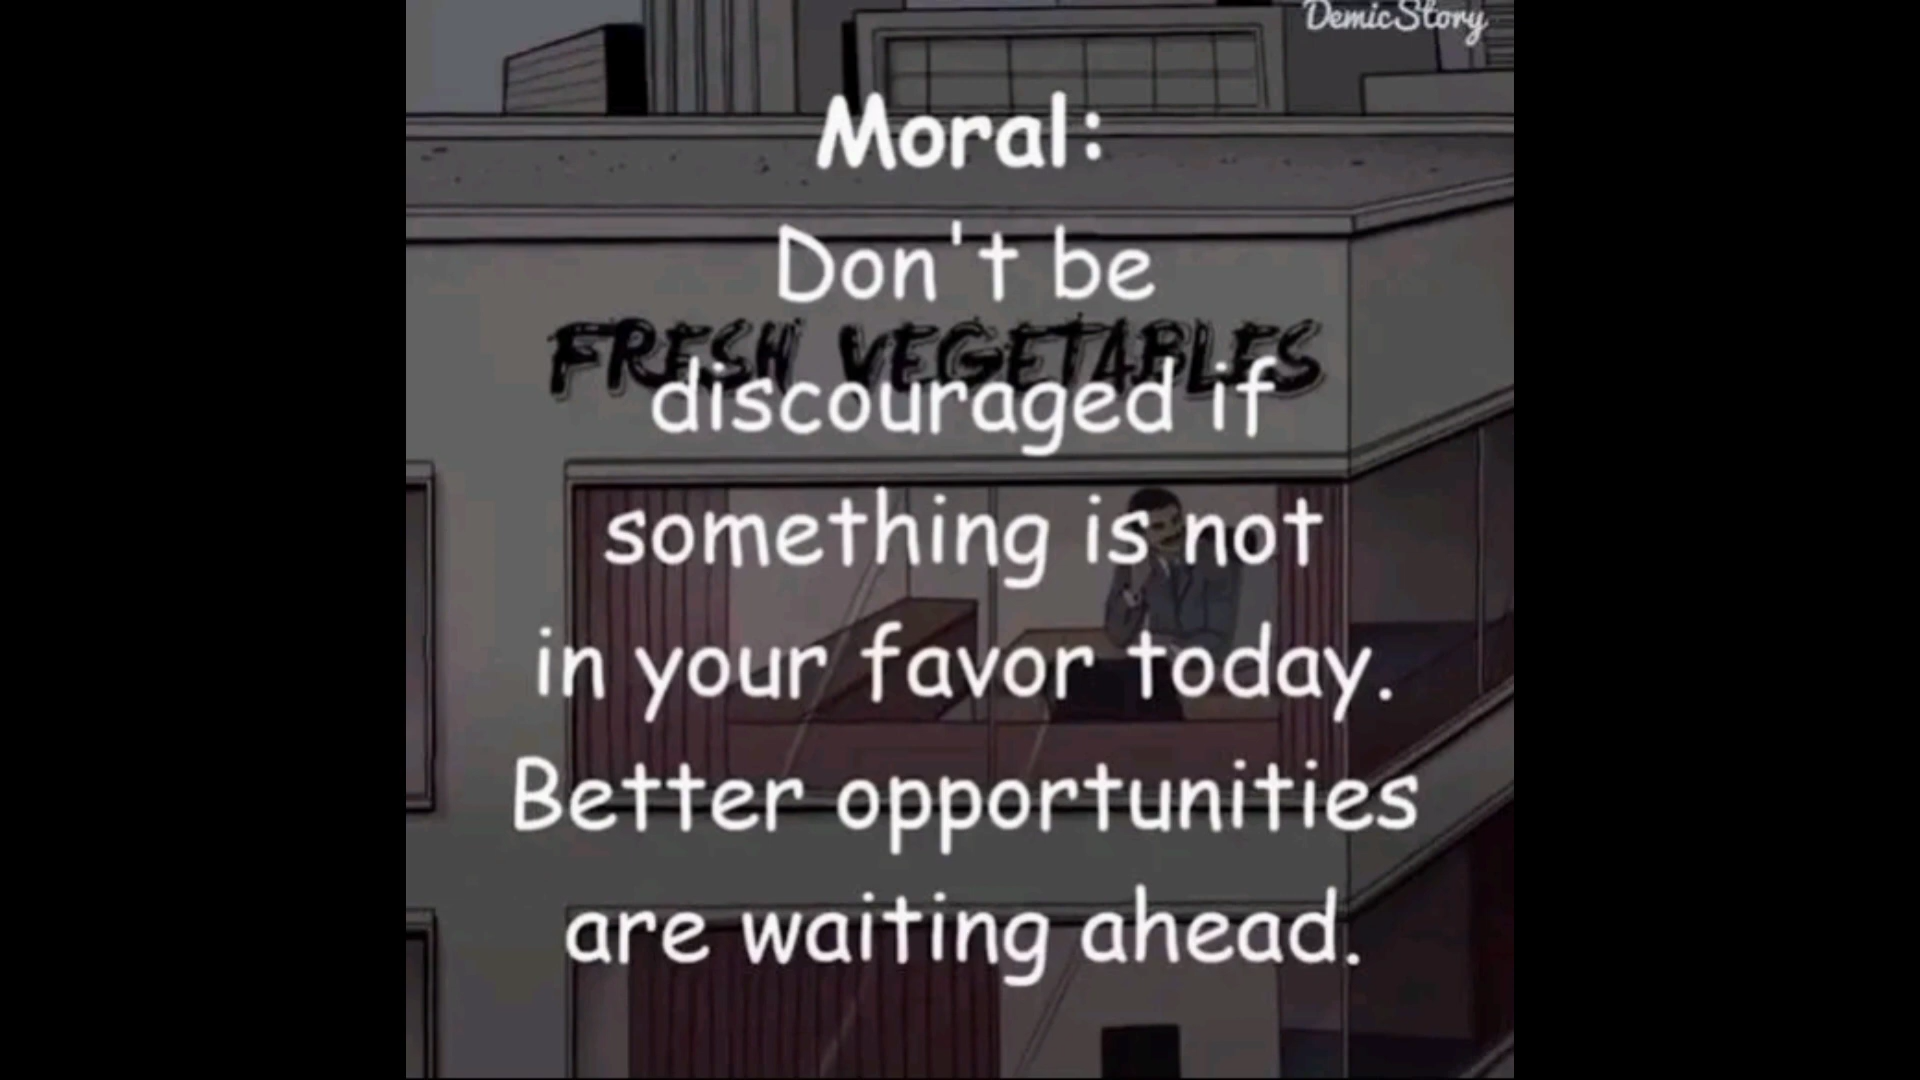 DemicStory
Moral:
Don't be
FRESH VEGETABLES
discouraged if
something is not
in your favor today.
Better opportunities
are waiting ahead.